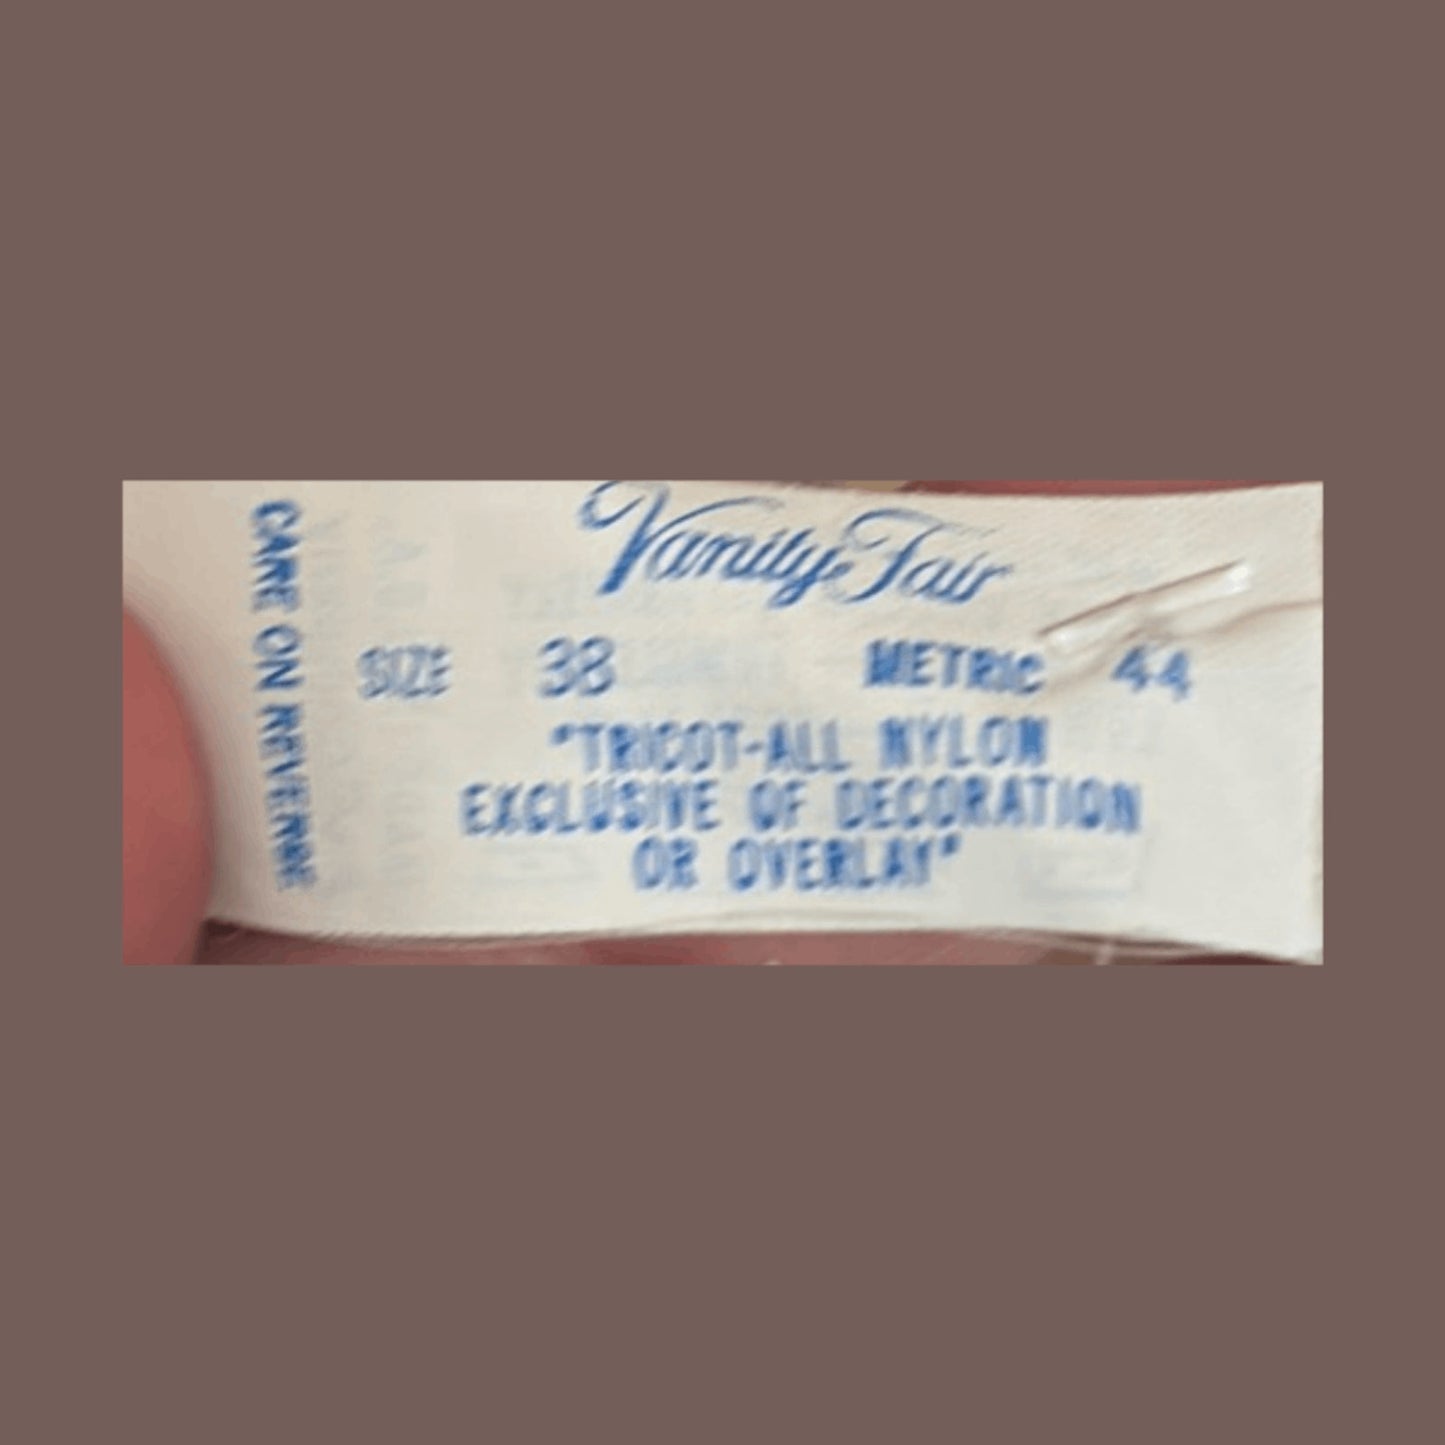 Vanity Fair
SIZE 38 METRIC 44
"TRICOT-ALL NYLON
EXCLUSIVE OF DECORATION
OR OVERLAY"
CARE ON REVERSE